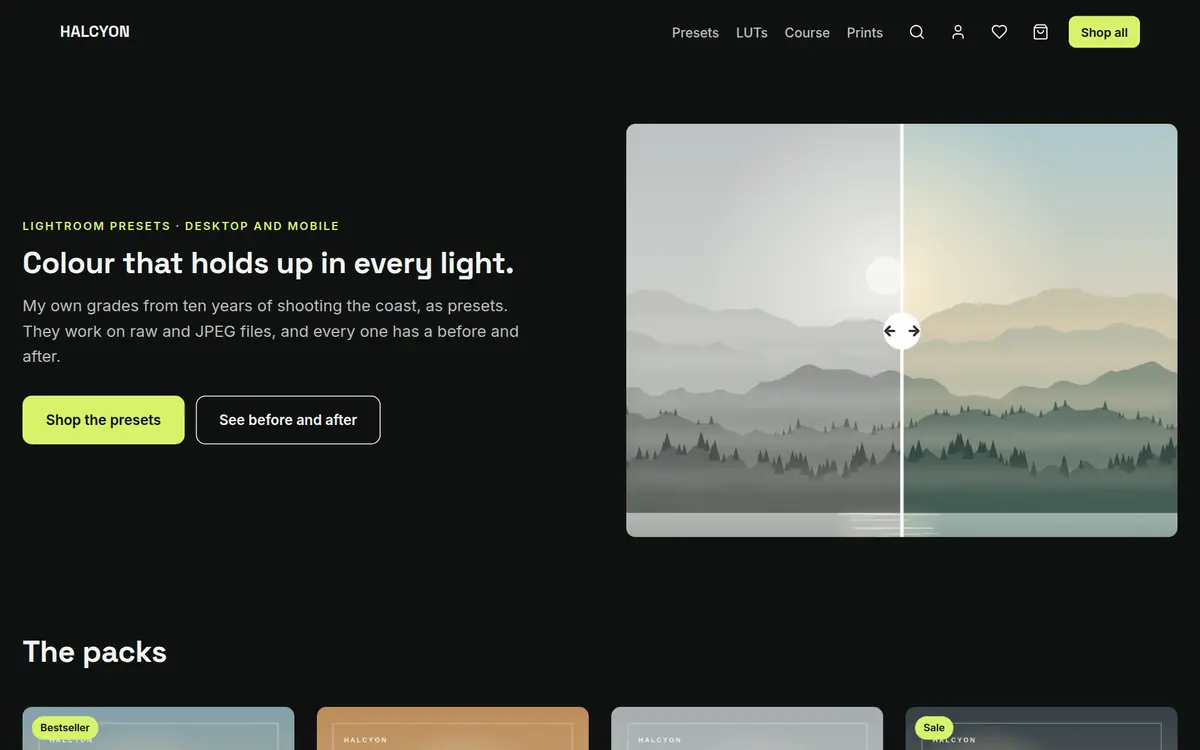 HALCYON
Presets
LUTs
Course
Prints
Shop all
LIGHTROOM PRESETS · DESKTOP AND MOBILE
Colour that holds up in every light.
My own grades from ten years of shooting the coast, as presets.
They work on raw and JPEG files, and every one has a before and
after.
Shop the presets
See before and after
The packs
Bestseller
HALCYON
HALCYON
HALCYON
Sale
HALCYON